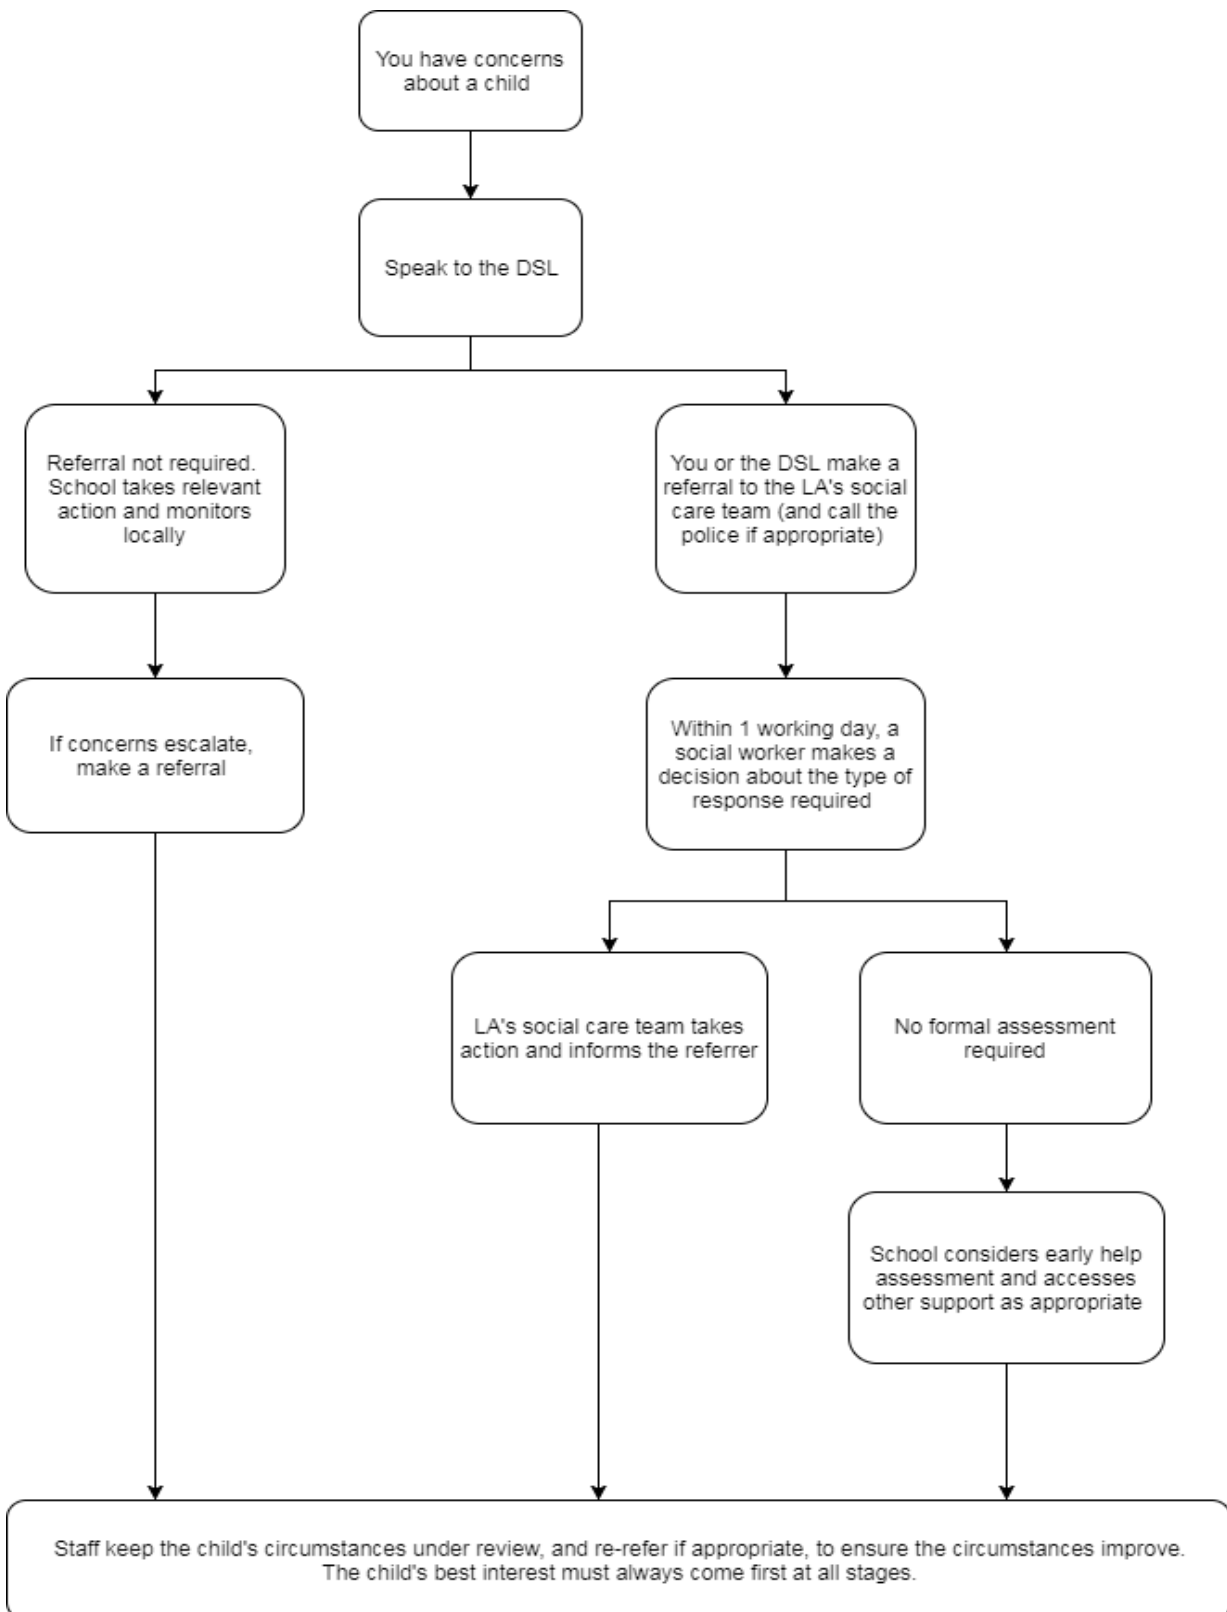 You have concerns
about a child
Speak to the DSL
Referral not required.
School takes relevant
action and monitors
locally
You or the DSL make a
referral to the LA's social
care team (and call the
police if appropriate)
If concerns escalate,
make a referral
Within 1 working day, a
social worker makes a
decision about the type of
response required
LA's social care team takes
action and informs the referrer
No formal assessment
required
School considers early help
assessment and accesses
other support as appropriate
Staff keep the child's circumstances under review, and re-refer if appropriate, to ensure the circumstances improve.
The child's best interest must always come first at all stages.